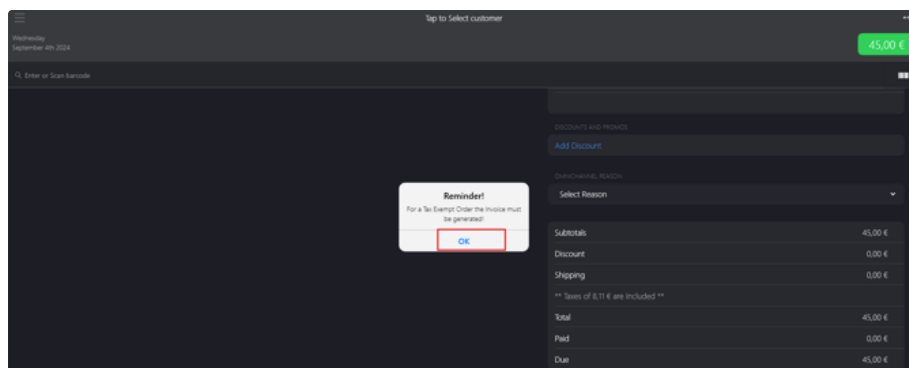 Tap to Select customer
Wednesday
September 4th 2024
45,00 €
Enter or Scan barcode
DISCOUNTS AND PROMOS
Add Discount
OMNICHANNEL REASON
Select Reason
Reminder!
For a Tax Exempt Order the Invoice must
be generated!
OK
Subtotals 45,00 €
Discount 0,00 €
Shipping 0,00 €
** Taxes of 8,11 € are Included **
Total 45,00 €
Paid 0,00 €
Due 45,00 €